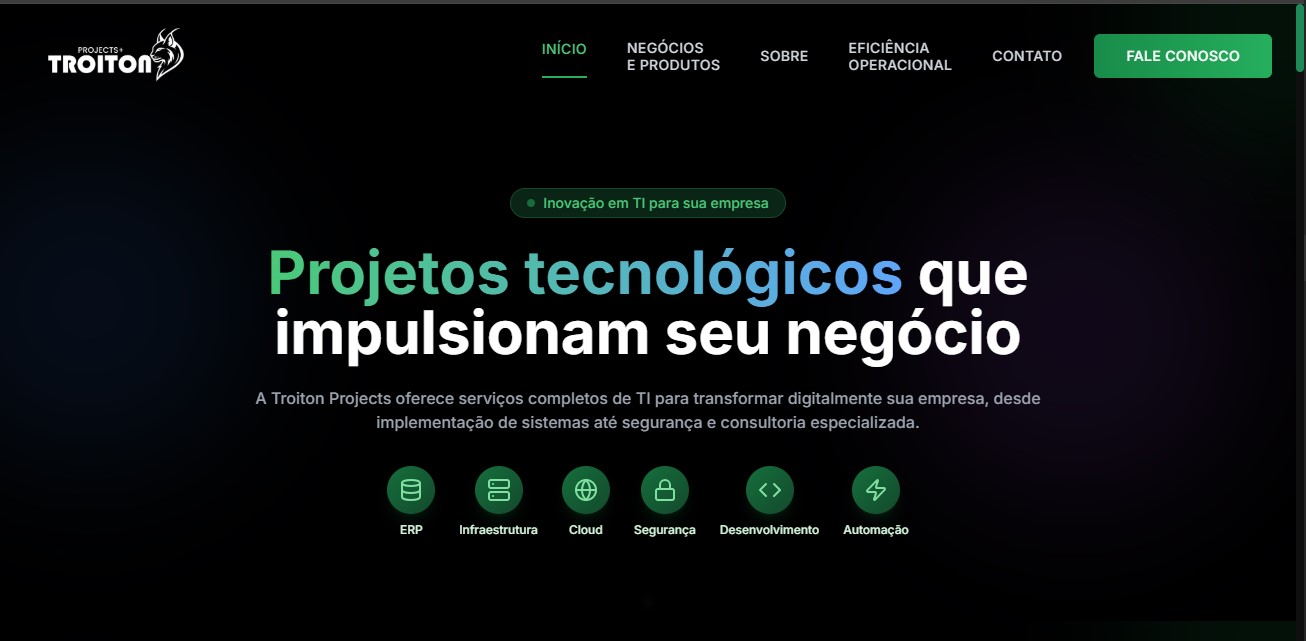 PROJECTS+
TROITON
INÍCIO
NEGÓCIOS
E PRODUTOS
SOBRE
EFICIÊNCIA
OPERACIONAL
CONTATO
FALE CONOSCO
Inovação em TI para sua empresa
Projetos tecnológicos que
impulsionam seu negócio
A Troiton Projects oferece serviços completos de TI para transformar digitalmente sua empresa, desde
implementação de sistemas até segurança e consultoria especializada.
ERP
Infraestrutura
Cloud
Segurança
Desenvolvimento
Automação